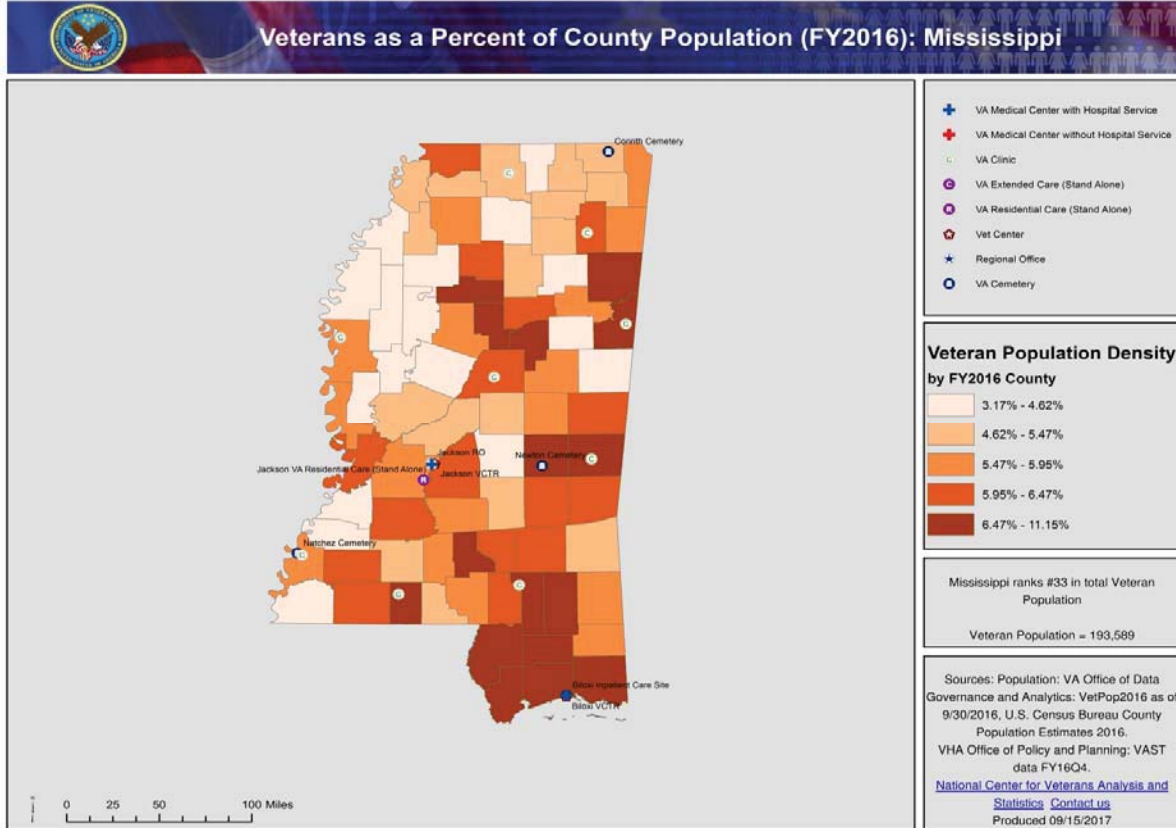 Veterans as a Percent of County Population (FY2016): Mississippi
Corinth Cemetery
Jackson RO
Newton Cemetery
Jackson VA Residential Care (Stand Alone)
Jackson VCTR
Natchez Cemetery
Biloxi Inpatient Care Site
Biloxi VCTR
0 25 50 100 Miles
VA Medical Center with Hospital Service
VA Medical Center without Hospital Service
C VA Clinic
C VA Extended Care (Stand Alone)
R VA Residential Care (Stand Alone)
Vet Center
Regional Office
VA Cemetery
Veteran Population Density
by FY2016 County
3.17% - 4.62%
4.62% - 5.47%
5.47% - 5.95%
5.95% - 6.47%
6.47% - 11.15%
Mississippi ranks #33 in total Veteran
Population
Veteran Population = 193,589
Sources: Population: VA Office of Data
Governance and Analytics: VetPop2016 as of
9/30/2016, U.S. Census Bureau County
Population Estimates 2016.
VHA Office of Policy and Planning: VAST
data FY16Q4.
National Center for Veterans Analysis and
Statistics Contact us
Produced 09/15/2017